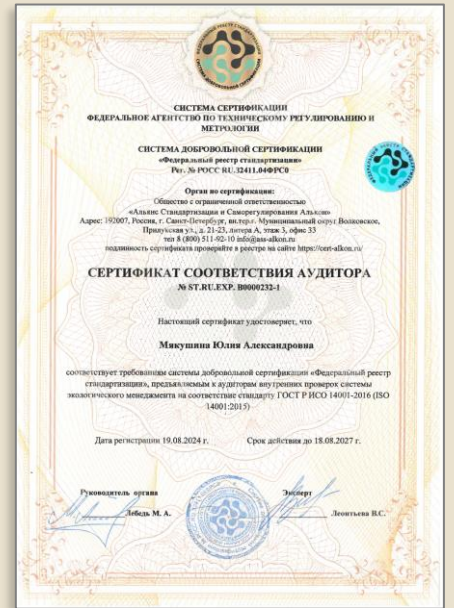 СИСТЕМА СЕРТИФИКАЦИИ
ФЕДЕРАЛЬНОЕ АГЕНТСТВО ПО ТЕХНИЧЕСКОМУ РЕГУЛИРОВАНИЮ И
МЕТРОЛОГИИ
СИСТЕМА ДОБРОВОЛЬНОЙ СЕРТИФИКАЦИИ
«Федеральный реестр стандартизации»
Рег. № РОСС RU.32411.04ФРС0
Орган по сертификации:
Общество с ограниченной ответственностью
«Альянс Стандартизации и Саморегулирования Алькон»
Адрес: 192007, Россия, г. Санкт-Петербург, вн.тер.г. Муниципальный округ Волковское,
Прилукская ул., д. 21-23, литера А, этаж 3, офис 33
тел 8 (800) 511-92-10 info@ass-alkon.ru
подлинность сертификата проверяйте в реестре на сайте https://cert-alkon.ru/
СЕРТИФИКАТ СООТВЕТСТВИЯ АУДИТОРА
№ ST.RU.EXP. B0000232-1
Настоящий сертификат удостоверяет, что
Мякушина Юлия Александровна
соответствует требованиям системы добровольной сертификации «Федеральный реестр
стандартизации», предъявляемым к аудиторам внутренних проверок системы
экологического менеджмента на соответствие стандарту ГОСТ Р ИСО 14001-2016 (ISO
14001:2015)
Дата регистрации 19.08.2024 г. Срок действия до 18.08.2027 г.
Руководитель органа Эксперт
Лебедь М. А. Леонтьева В.С.